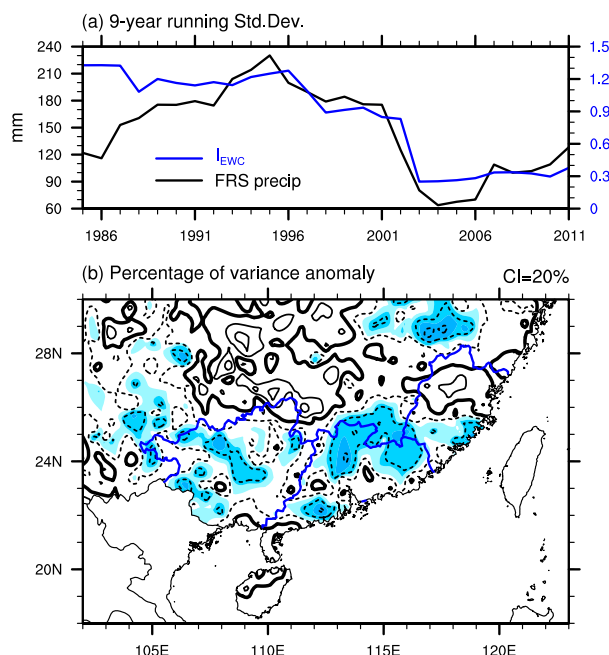 (a) 9-year running Std.Dev.
240
210
180
150
120
90
60
mm
1.5
1.2
0.9
0.6
0.3
0
I_EWC
FRS precip
1986
1991
1996
2001
2006
2011
(b) Percentage of variance anomaly
CI=20%
28N
24N
20N
105E
110E
115E
120E